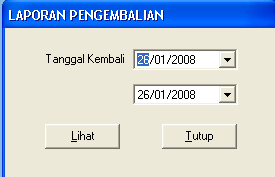 LAPORAN PENGEMBALIAN
Tanggal Kembali 26/01/2008
26/01/2008
Lihat Tutup